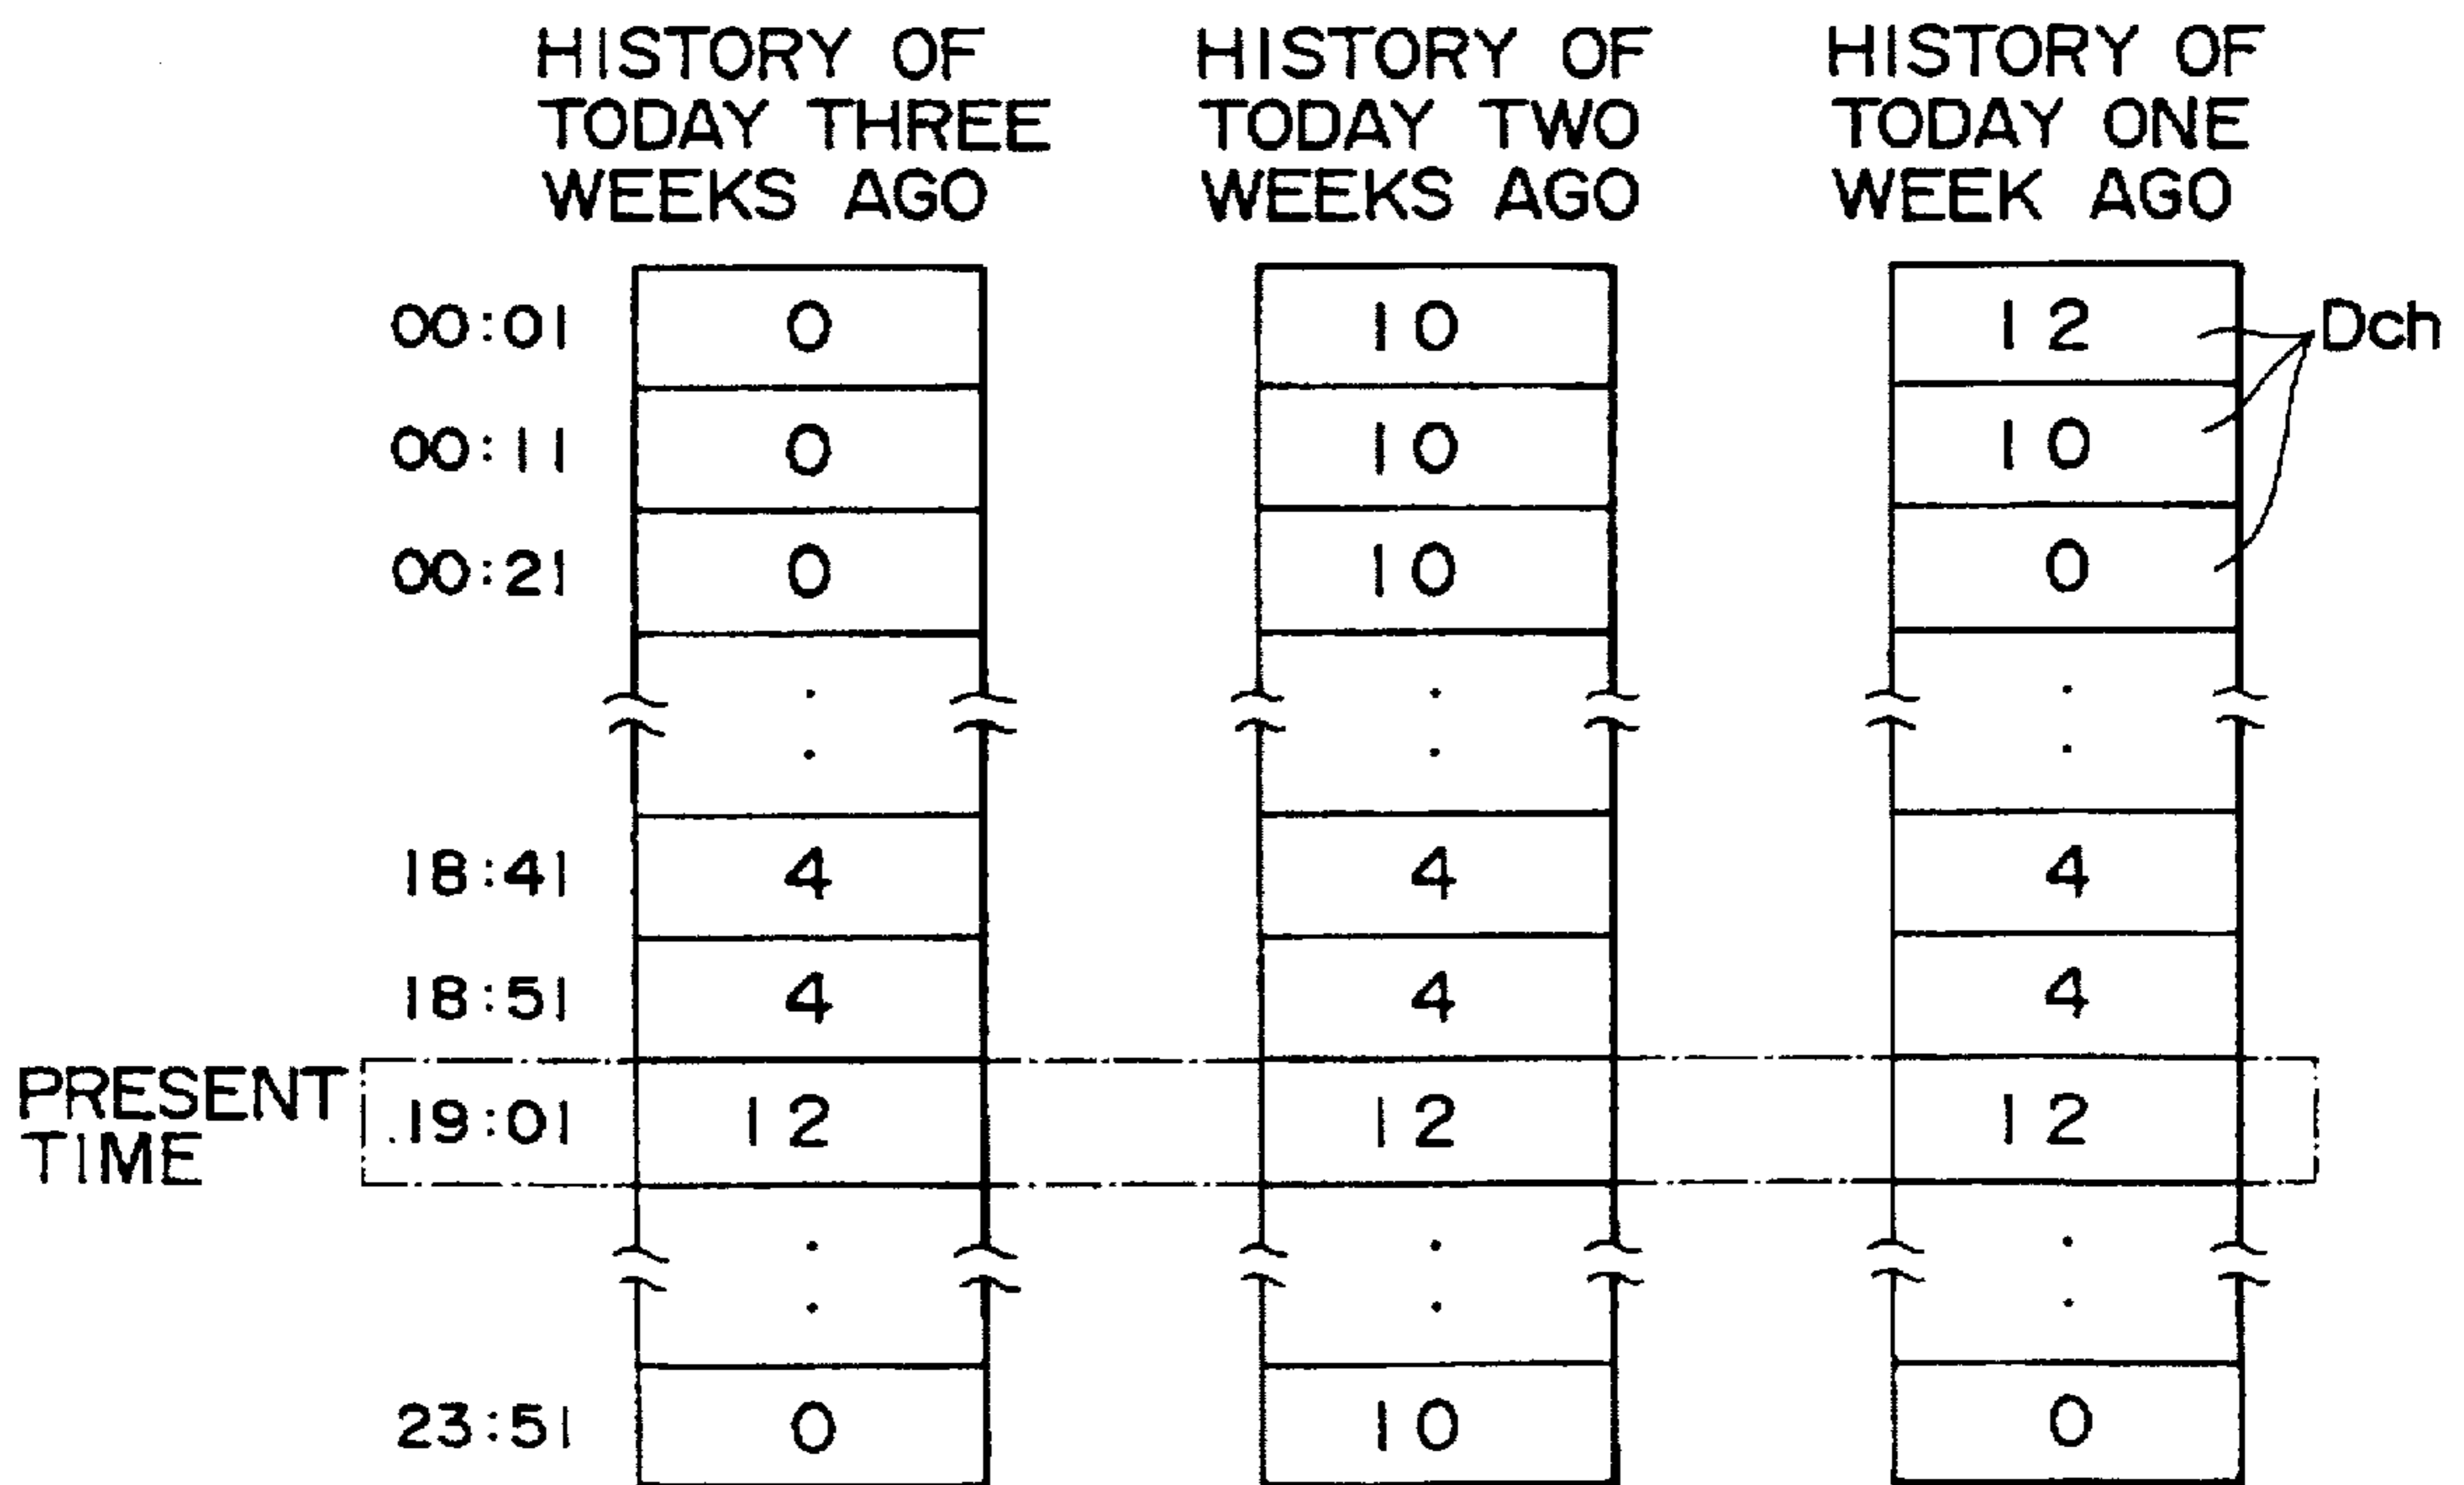 HISTORY OF TODAY THREE WEEKS AGO
HISTORY OF TODAY TWO WEEKS AGO
HISTORY OF TODAY ONE WEEK AGO
00:01 0 10 12 Dch
00:11 0 10 10
00:21 0 10 0
18:41 4 4 4
18:51 4 4 4
PRESENT TIME 19:01 12 12 12
23:51 0 10 0